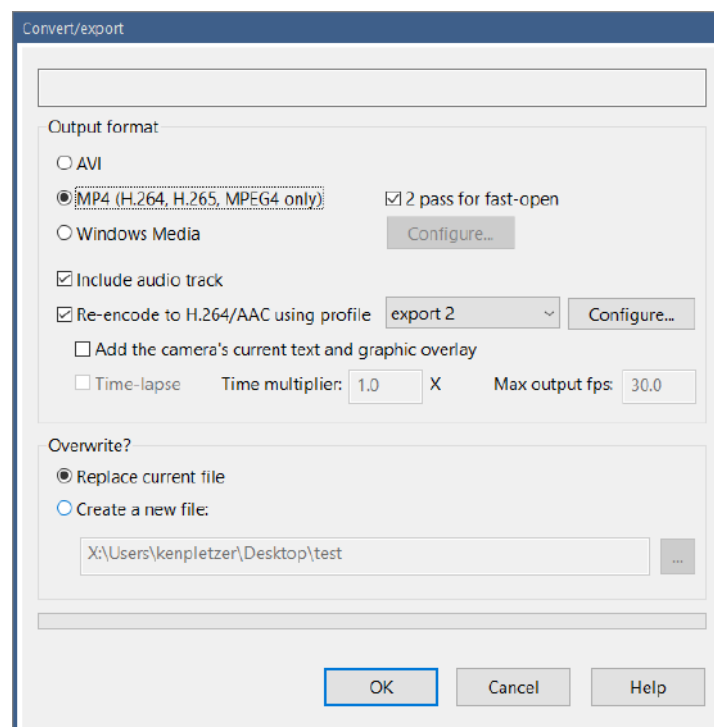 Convert/export
Output format
AVI
MP4 (H.264, H.265, MPEG4 only)
2 pass for fast-open
Windows Media
Configure...
Include audio track
Re-encode to H.264/AAC using profile
export 2
Configure...
Add the camera's current text and graphic overlay
Time-lapse
Time multiplier:
1.0
X
Max output fps:
30.0
Overwrite?
Replace current file
Create a new file:
X:\Users\kenpletzer\Desktop\test
...
OK
Cancel
Help